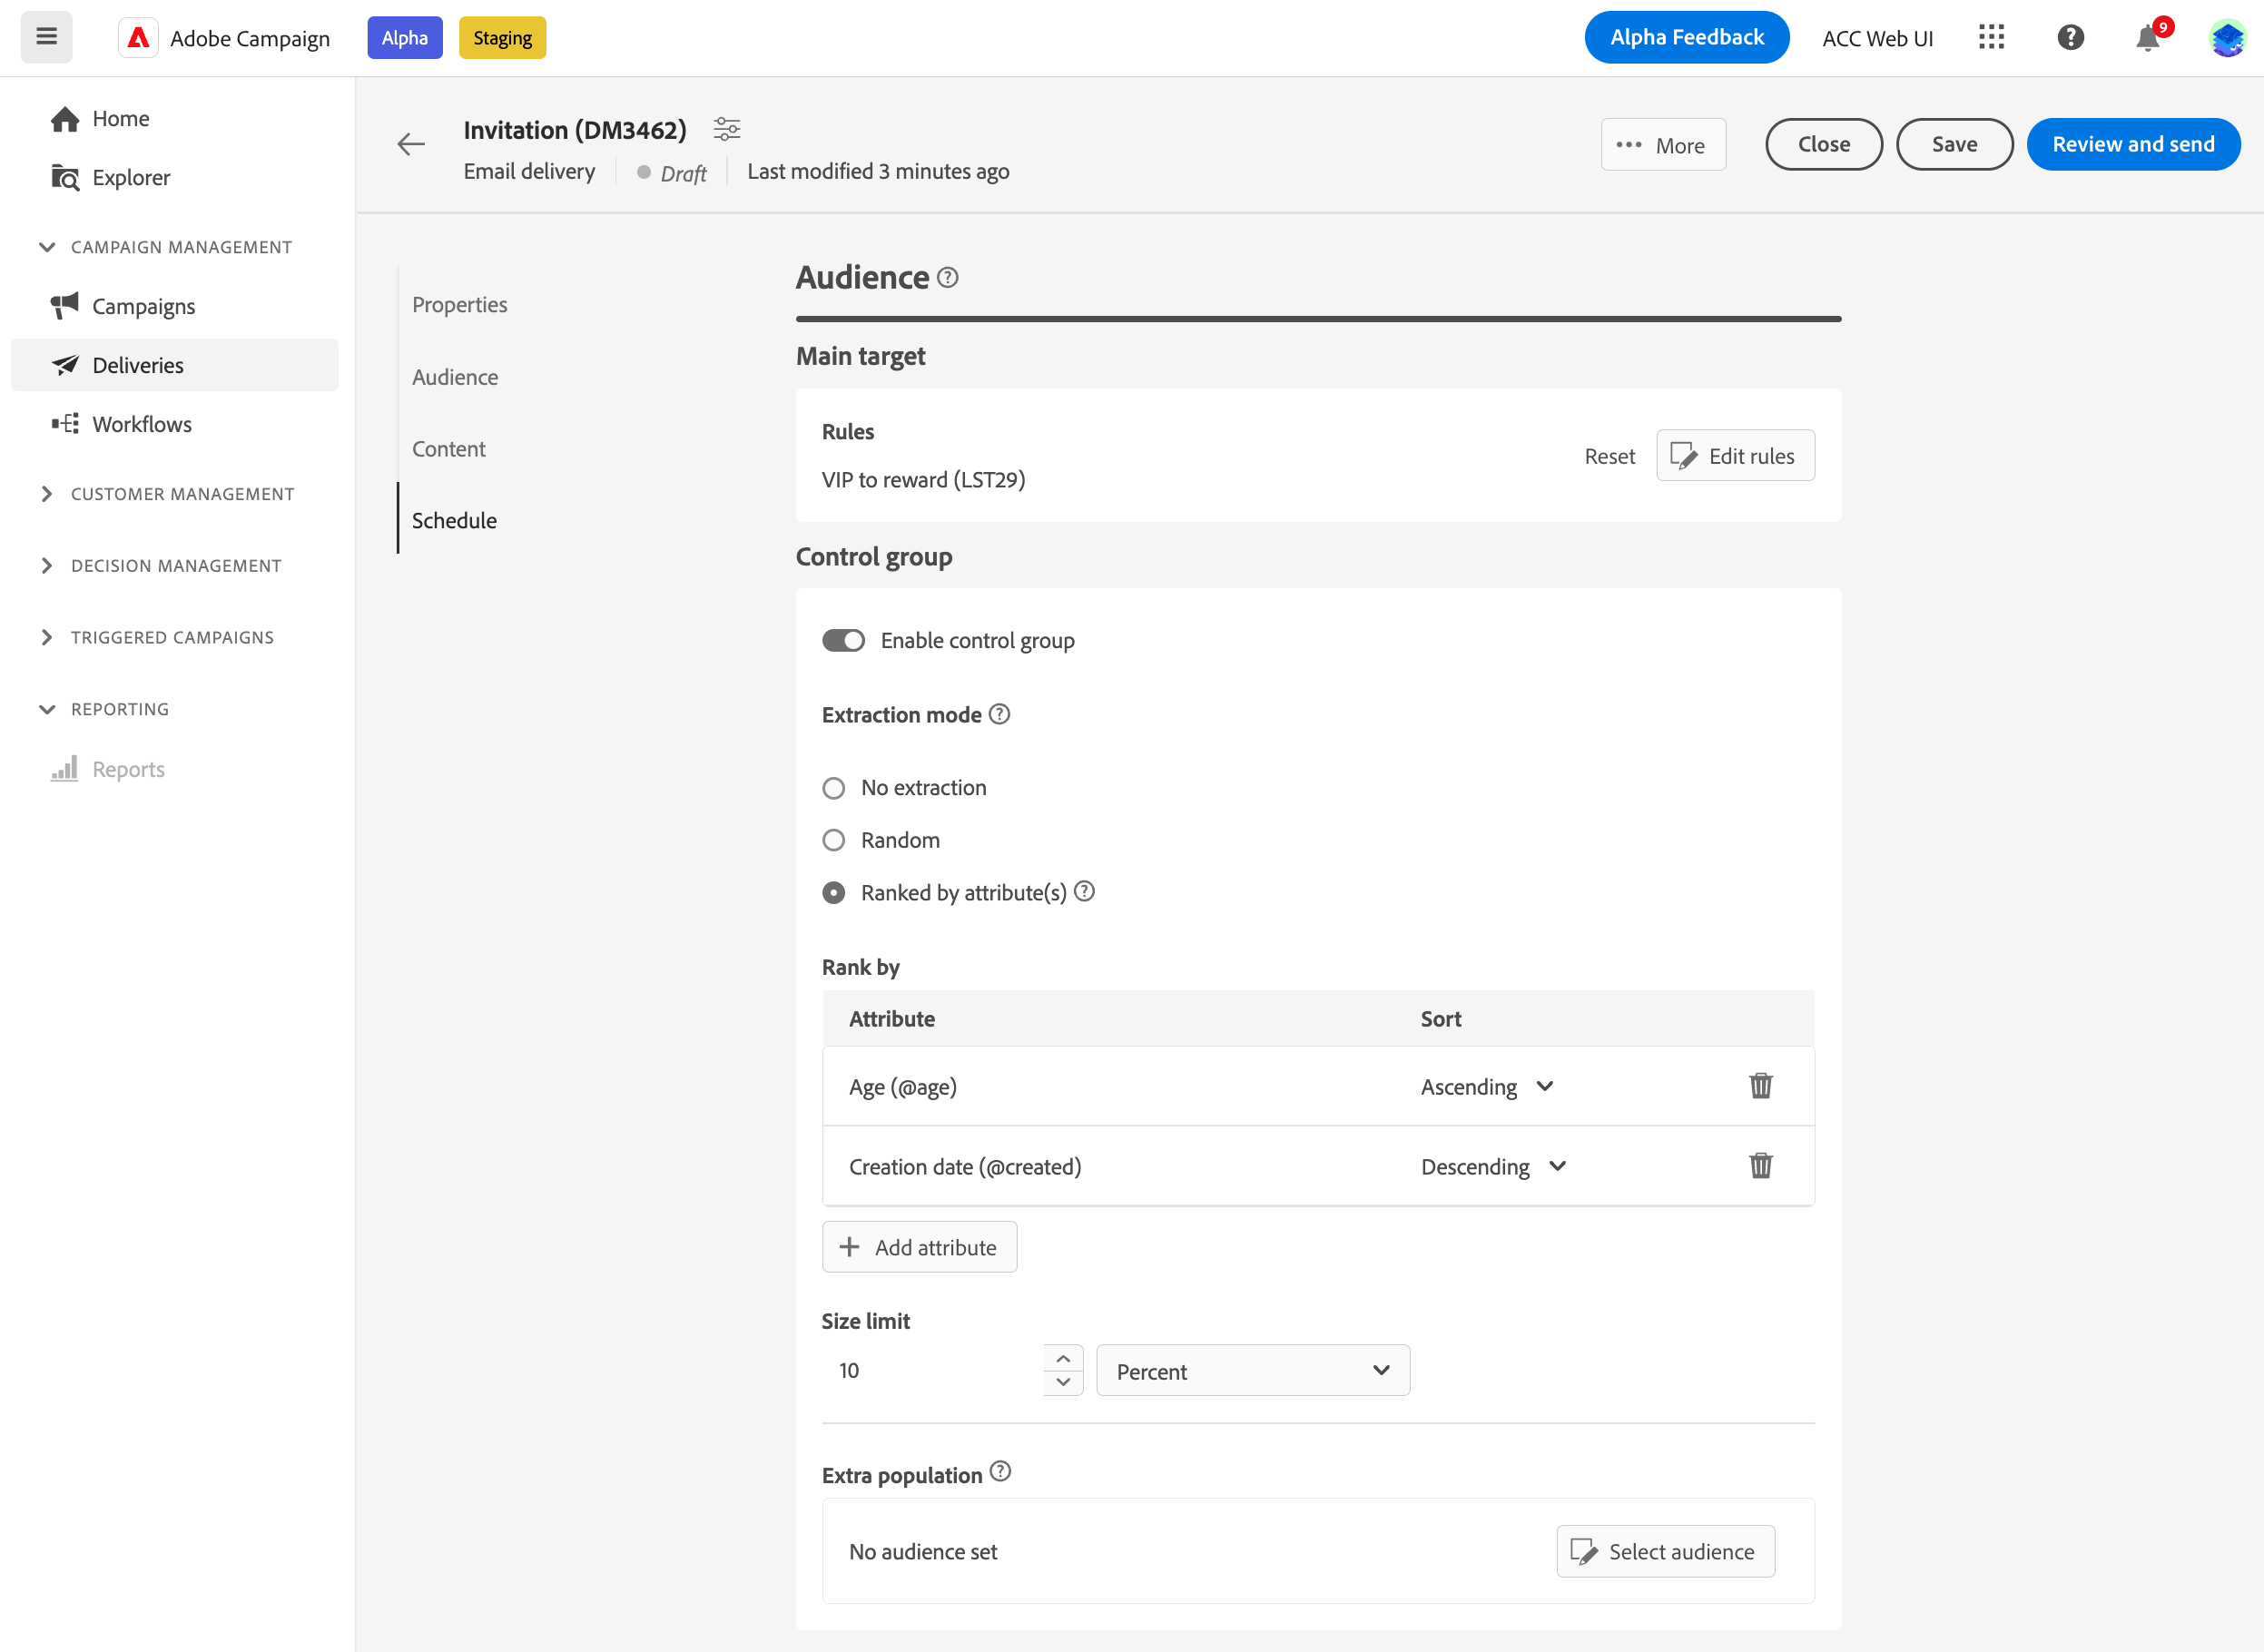 Adobe Campaign
Alpha
Staging
Alpha Feedback
ACC Web UI
9
Home
Explorer
CAMPAIGN MANAGEMENT
Campaigns
Deliveries
Workflows
CUSTOMER MANAGEMENT
DECISION MANAGEMENT
TRIGGERED CAMPAIGNS
REPORTING
Reports
Invitation (DM3462)
Email delivery
Draft
Last modified 3 minutes ago
More
Close
Save
Review and send
Properties
Audience
Content
Schedule
Audience
Main target
Rules
VIP to reward (LST29)
Reset
Edit rules
Control group
Enable control group
Extraction mode
No extraction
Random
Ranked by attribute(s)
Rank by
Attribute Sort
Age (@age) Ascending
Creation date (@created) Descending
Add attribute
Size limit
10 Percent
Extra population
No audience set
Select audience